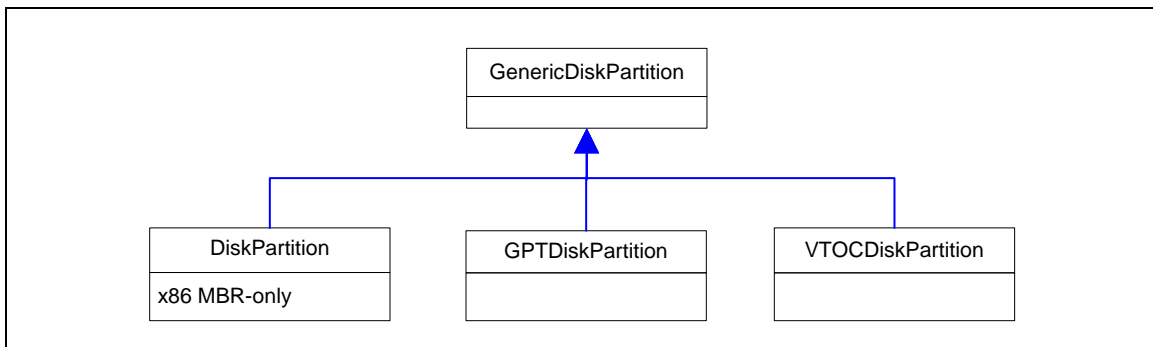 GenericDiskPartition
DiskPartition
GPTDiskPartition
VTOCDiskPartition
x86 MBR-only